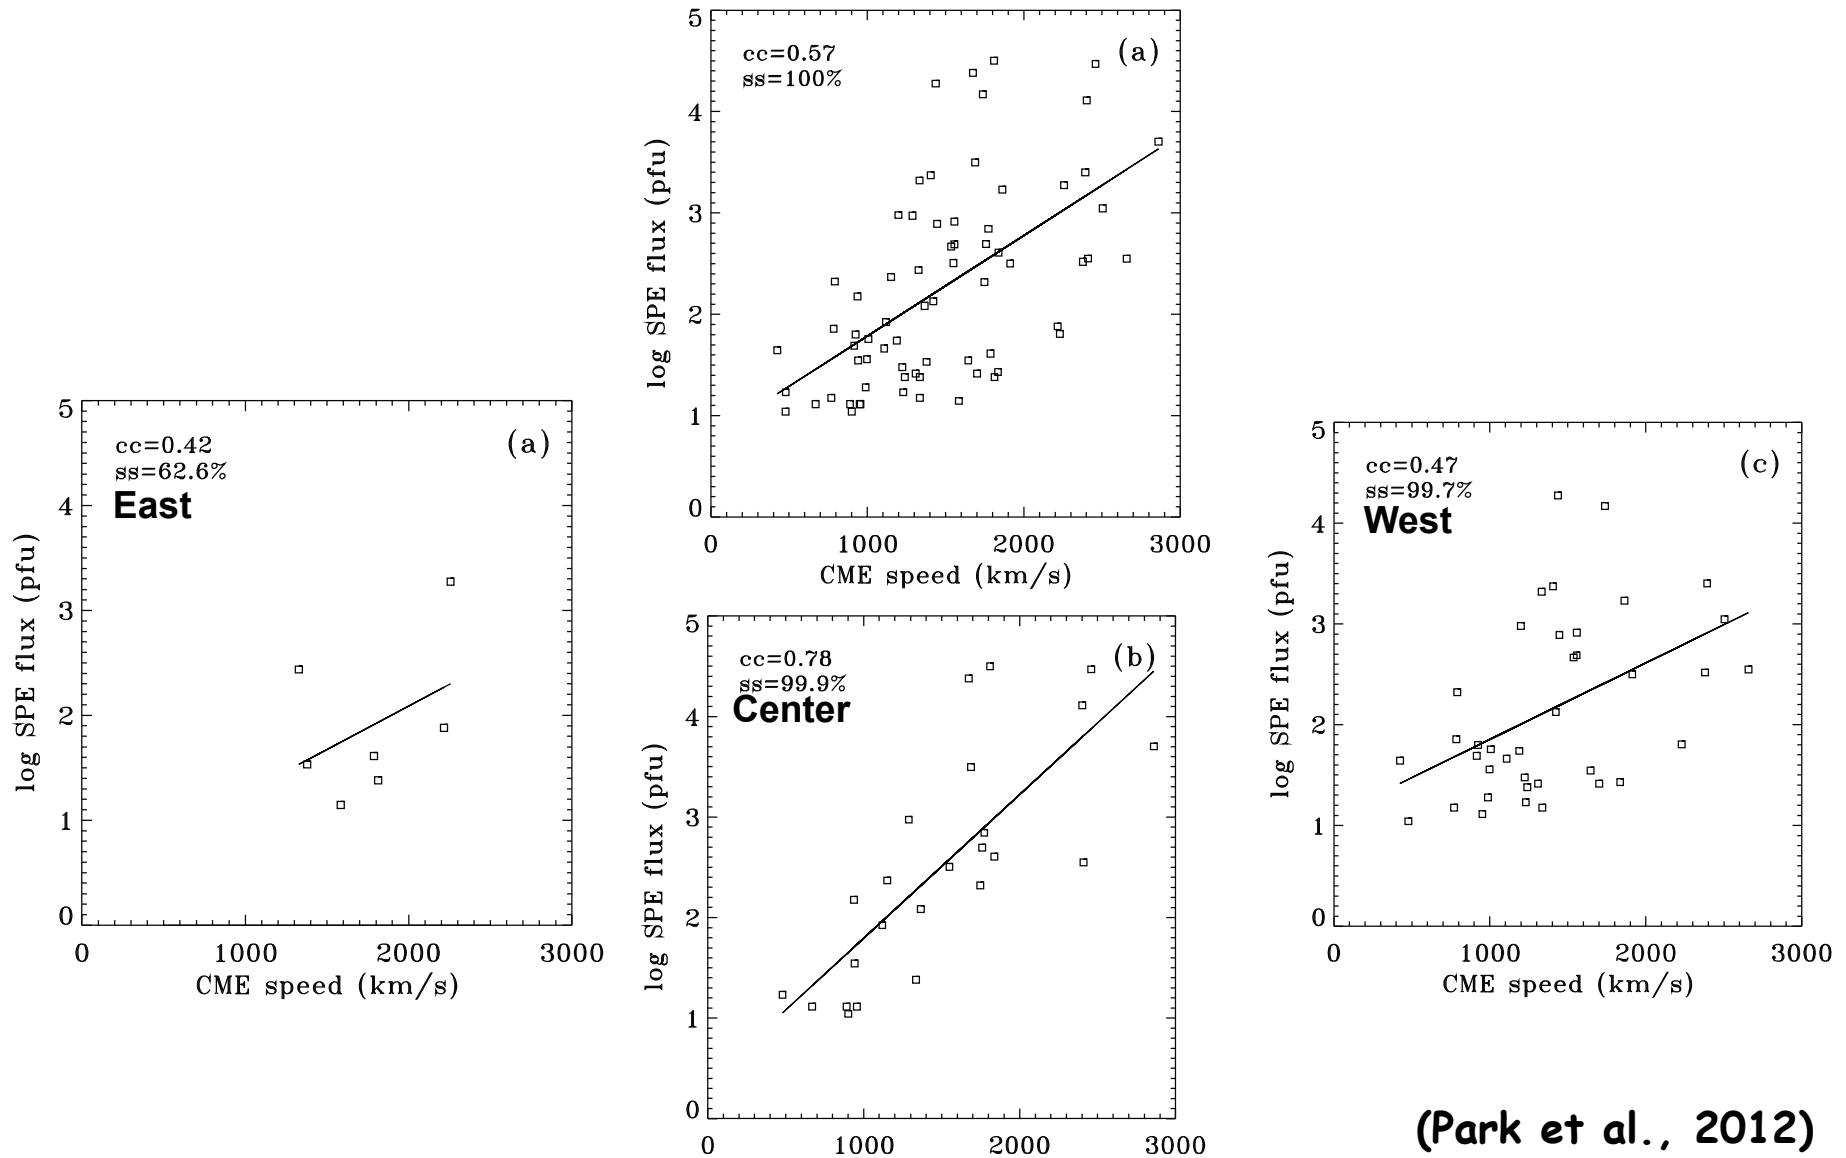 cc=0.57
ss=100%
(a)
5
4
3
2
1
0
log SPE flux (pfu)
0 1000 2000 3000
CME speed (km/s)
cc=0.42
ss=62.6%
East
(a)
5
4
3
2
1
0
log SPE flux (pfu)
0 1000 2000 3000
CME speed (km/s)
cc=0.78
ss=99.9%
Center
(b)
5
4
3
2
1
0
log SPE flux (pfu)
0 1000 2000 3000
cc=0.47
ss=99.7%
West
(c)
5
4
3
2
1
0
log SPE flux (pfu)
0 1000 2000 3000
CME speed (km/s)
(Park et al., 2012)